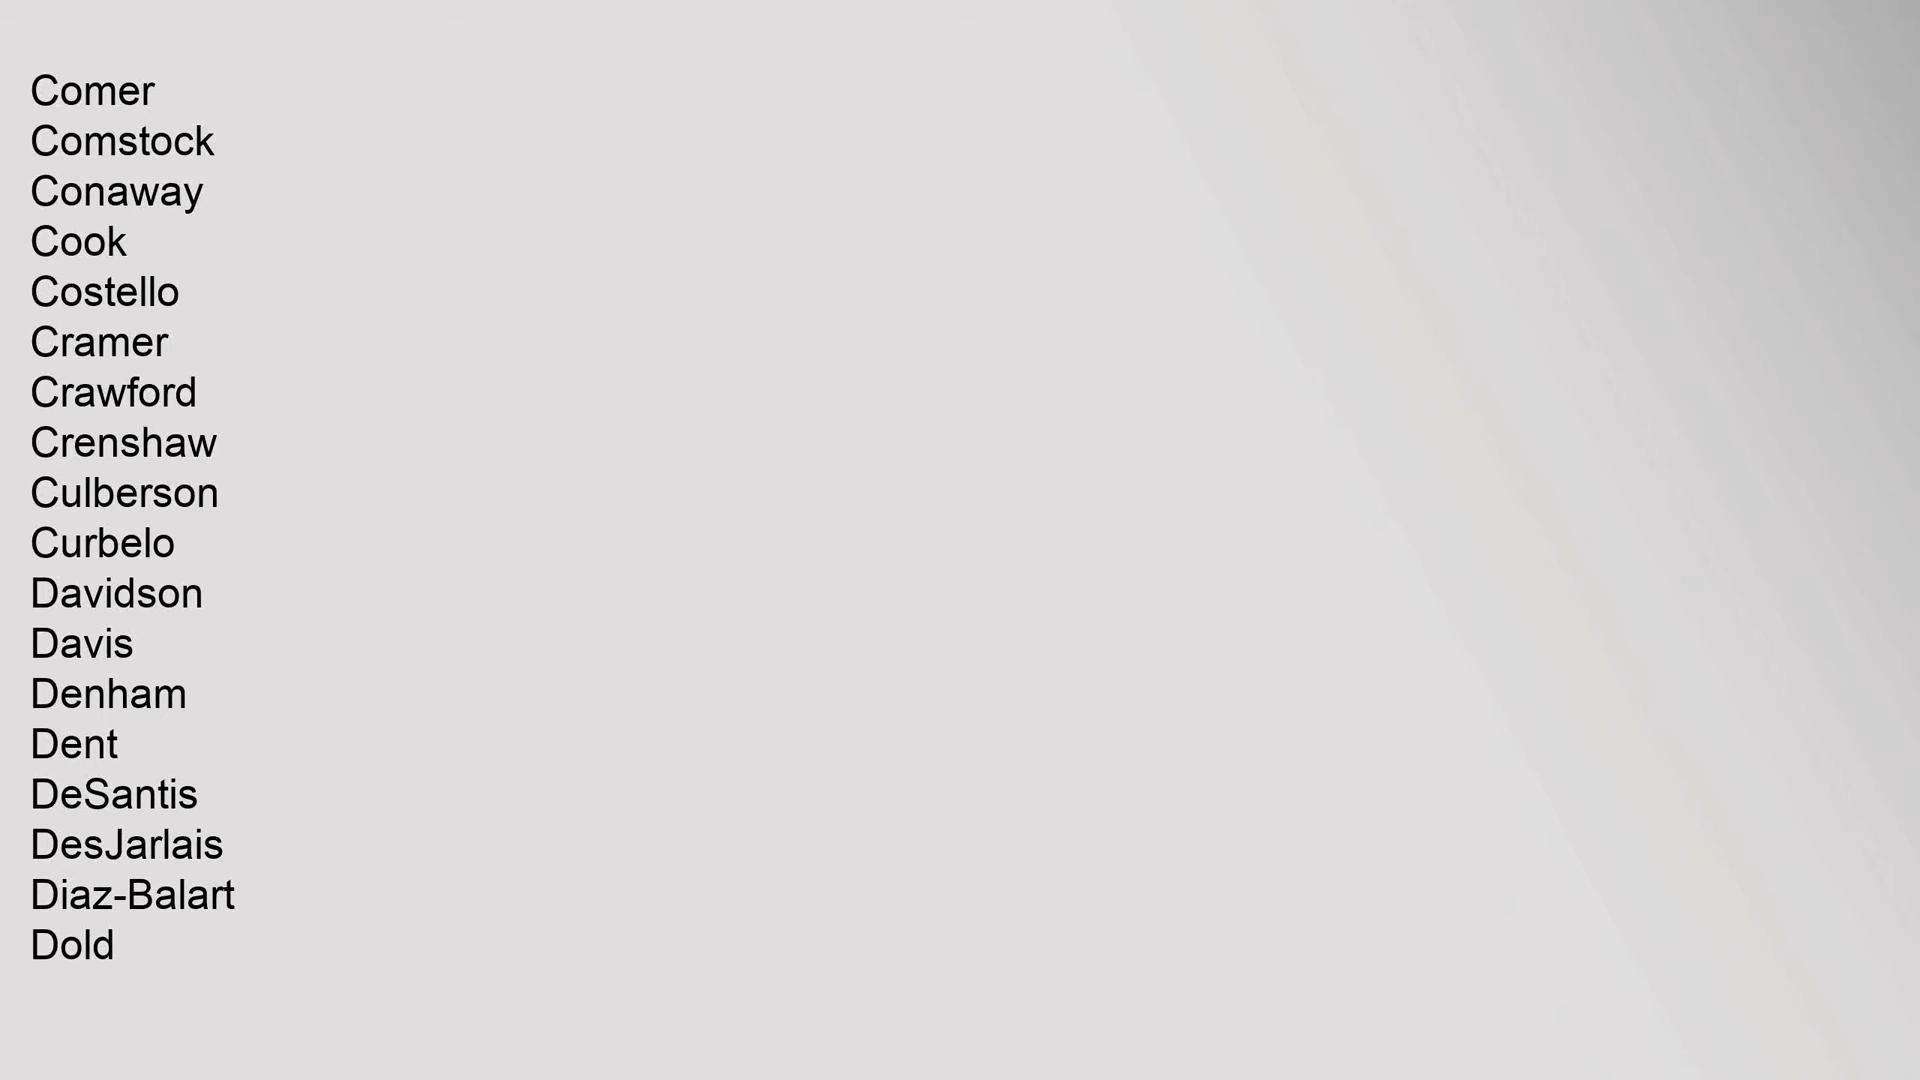 Comer
Comstock
Conaway
Cook
Costello
Cramer
Crawford
Crenshaw
Culberson
Curbelo
Davidson
Davis
Denham
Dent
DeSantis
DesJarlais
Diaz-Balart
Dold